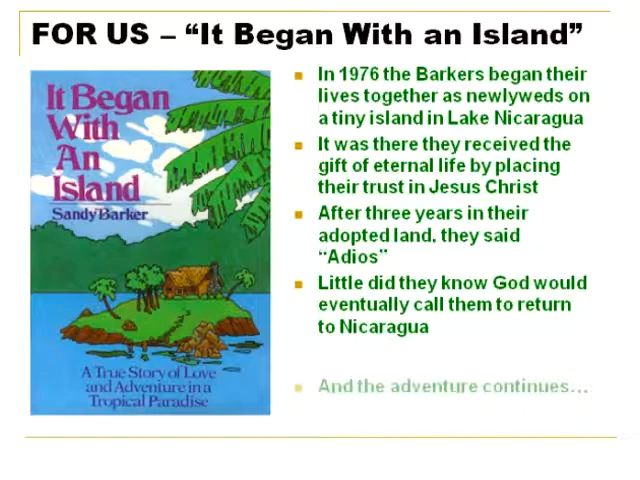 FOR US – “It Began With an Island”
It Began
With
An
Island
Sandy Barker
A True Story of Love
and Adventure in a
Tropical Paradise
In 1976 the Barkers began their
lives together as newlyweds on
a tiny island in Lake Nicaragua
It was there they received the
gift of eternal life by placing
their trust in Jesus Christ
After three years in their
adopted land, they said
“Adios”
Little did they know God would
eventually call them to return
to Nicaragua
And the adventure continues…